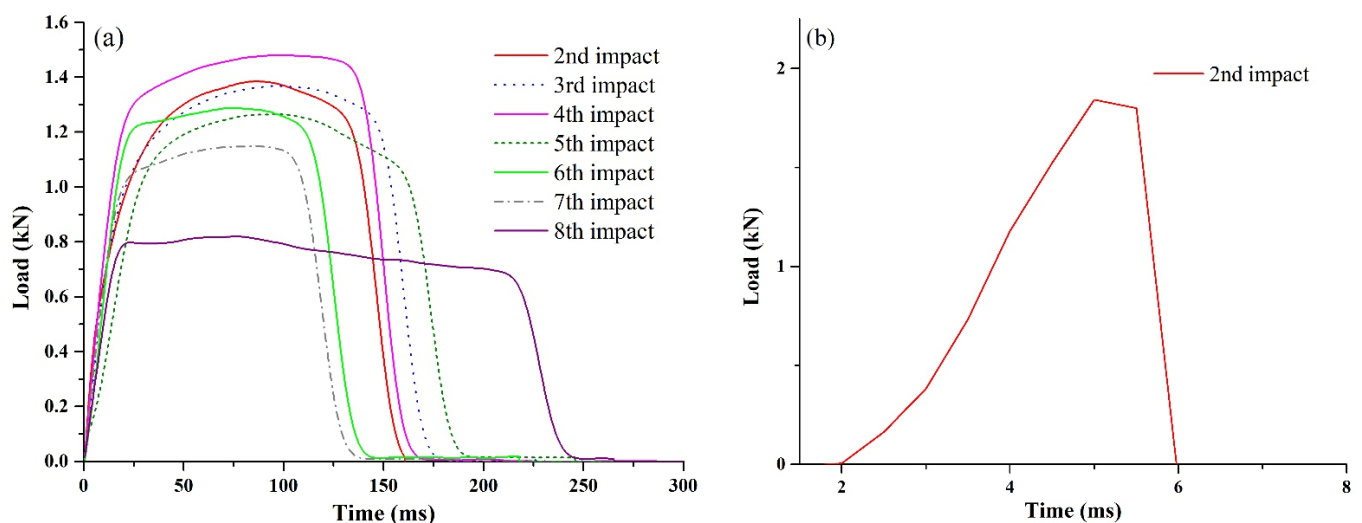 (a)
1.6
1.4
1.2
1.0
0.8
0.6
0.4
0.2
0.0
Load (kN)
0 50 100 150 200 250 300
Time (ms)
2nd impact
3rd impact
4th impact
5th impact
6th impact
7th impact
8th impact
(b)
2
1
0
Load (kN)
2 4 6 8
Time (ms)
2nd impact